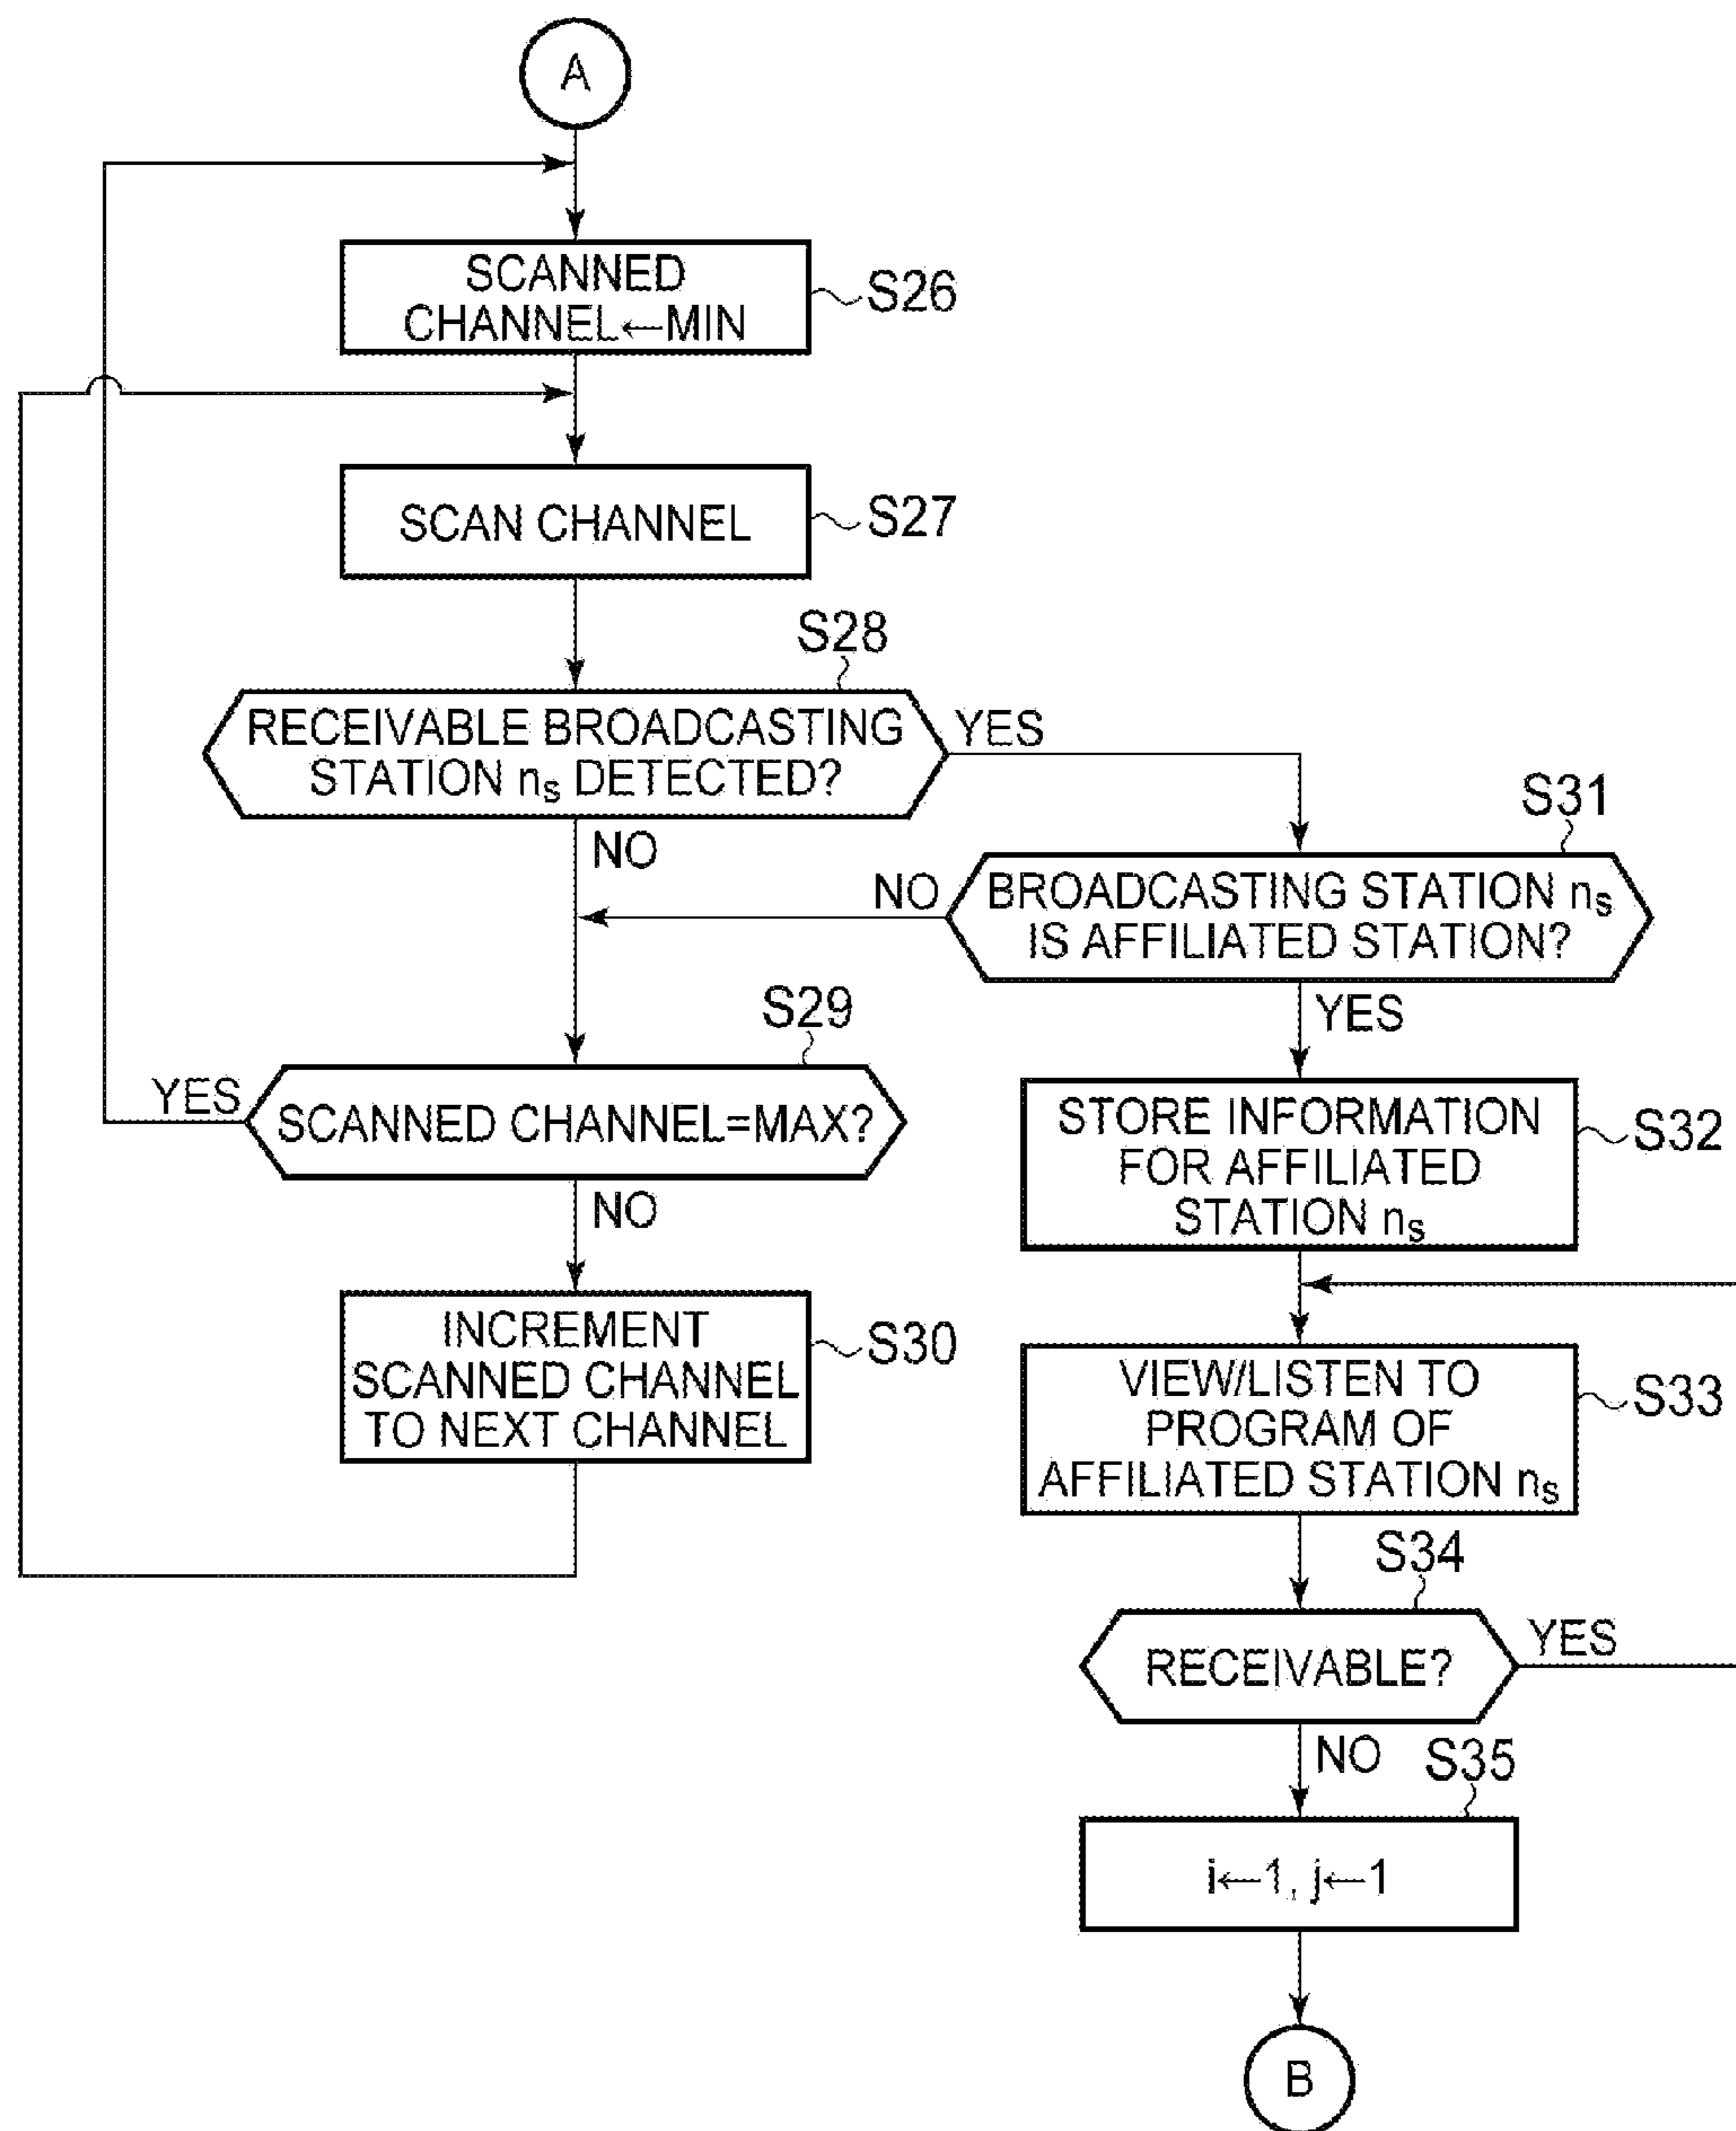 A
SCANNED
CHANNEL←MIN
S26
SCAN CHANNEL
S27
S28
RECEIVABLE BROADCASTING
STATION nₛ DETECTED?
YES
NO
S31
BROADCASTING STATION nₛ
IS AFFILIATED STATION?
NO
YES
S29
SCANNED CHANNEL=MAX?
YES
NO
STORE INFORMATION
FOR AFFILIATED
STATION nₛ
S32
INCREMENT
SCANNED CHANNEL
TO NEXT CHANNEL
S30
VIEW/LISTEN TO
PROGRAM OF
AFFILIATED STATION nₛ
S33
S34
RECEIVABLE?
YES
NO
S35
i←1, j←1
B